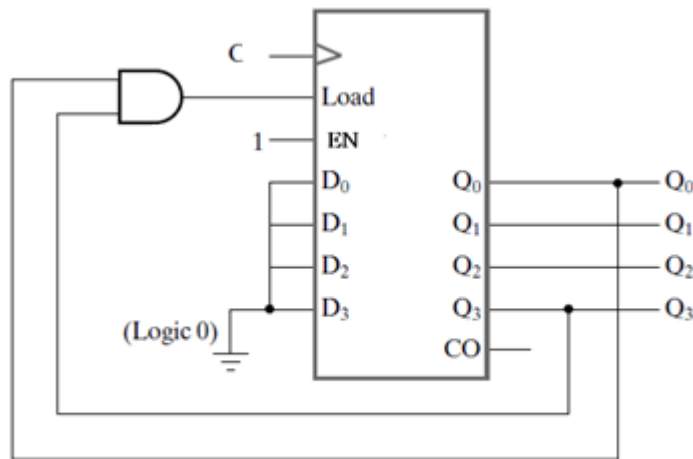 C
Load
1 EN
D₀ Q₀ Q₀
D₁ Q₁ Q₁
D₂ Q₂ Q₂
D₃ Q₃ Q₃
(Logic 0)
CO